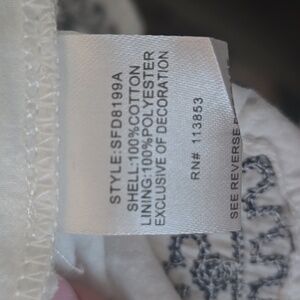 STYLE:SFD8199A
SHELL:100%COTTON
LINING:100%POLYESTER
EXCLUSIVE OF DECORATION
RN# 113853
SEE REVERSE